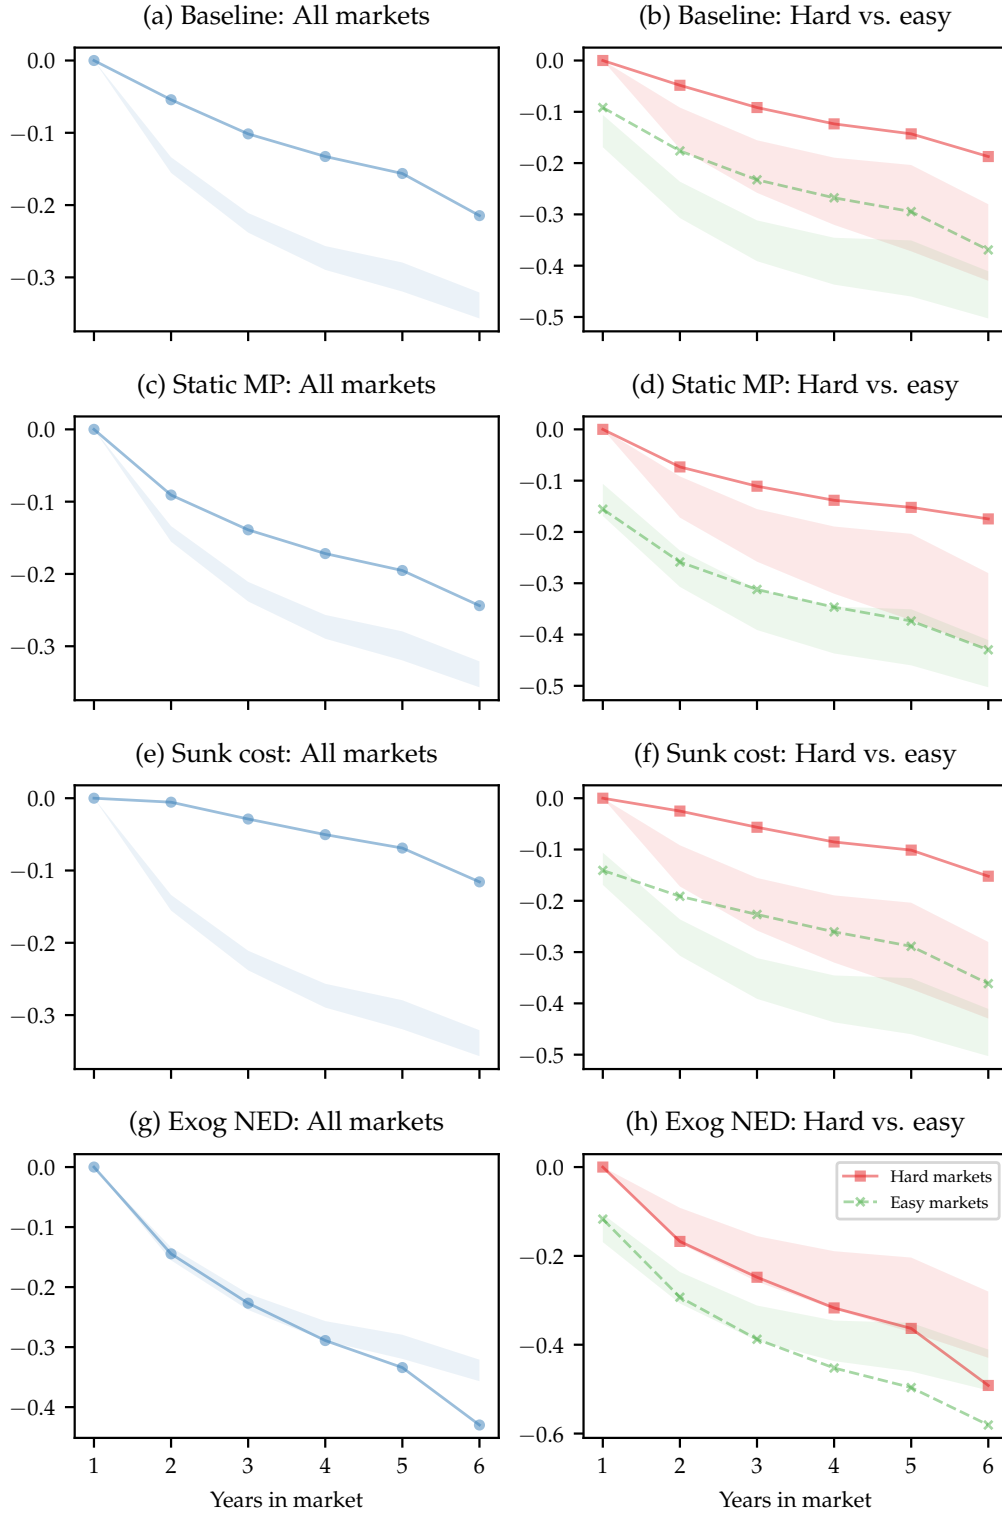 (a) Baseline: All markets
(b) Baseline: Hard vs. easy
0.0
−0.1
−0.2
−0.3
0.0
−0.1
−0.2
−0.3
−0.4
−0.5
(c) Static MP: All markets
(d) Static MP: Hard vs. easy
0.0
−0.1
−0.2
−0.3
0.0
−0.1
−0.2
−0.3
−0.4
−0.5
(e) Sunk cost: All markets
(f) Sunk cost: Hard vs. easy
0.0
−0.1
−0.2
−0.3
0.0
−0.1
−0.2
−0.3
−0.4
−0.5
(g) Exog NED: All markets
(h) Exog NED: Hard vs. easy
0.0
−0.1
−0.2
−0.3
−0.4
1 2 3 4 5 6
Years in market
0.0
−0.2
−0.4
−0.6
Hard markets
Easy markets
1 2 3 4 5 6
Years in market